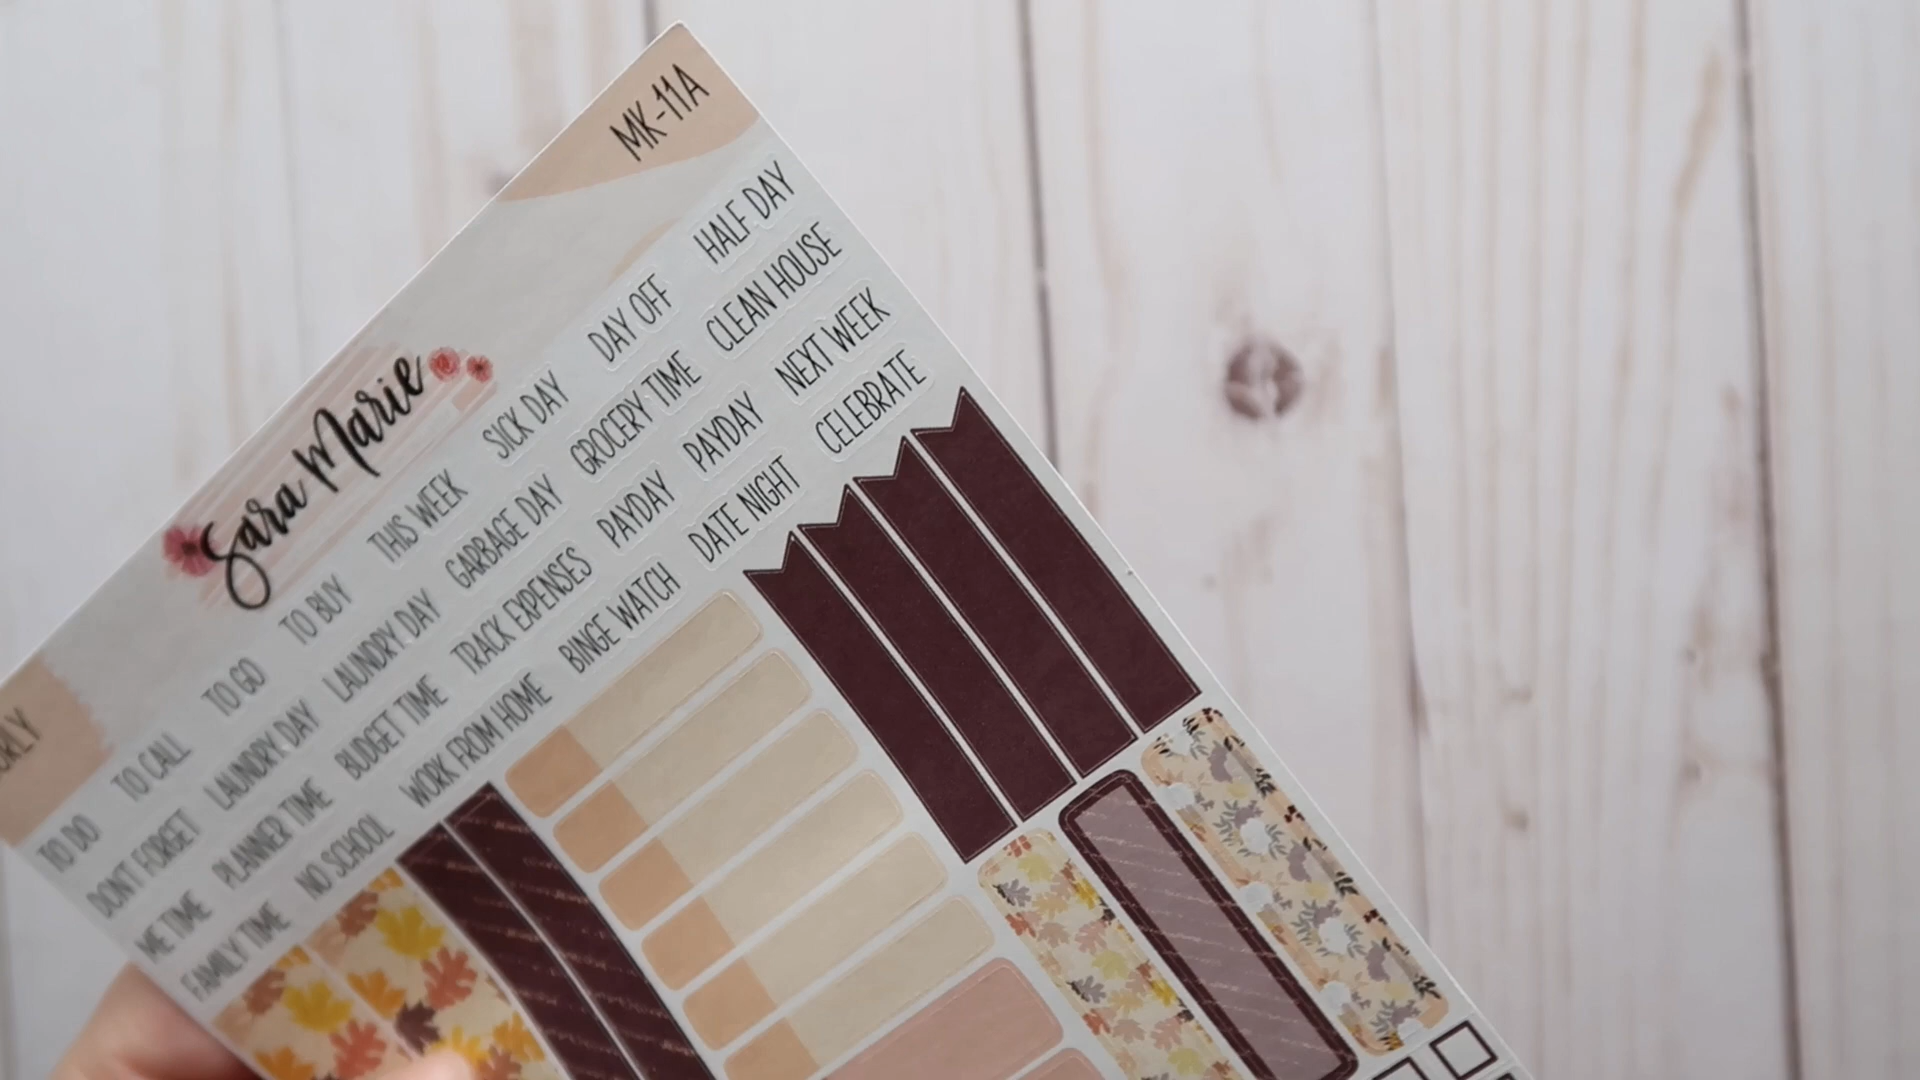 MK-11A
Sara Marie
TO DO TO CALL TO GO TO BUY THIS WEEK SICK DAY DAY OFF HALF DAY
DON'T FORGET LAUNDRY DAY LAUNDRY DAY GARBAGE DAY GROCERY TIME CLEAN HOUSE
ME TIME PLANNER TIME BUDGET TIME TRACK EXPENSES PAYDAY PAYDAY NEXT WEEK
FAMILY TIME NO SCHOOL WORK FROM HOME BINGE WATCH DATE NIGHT CELEBRATE